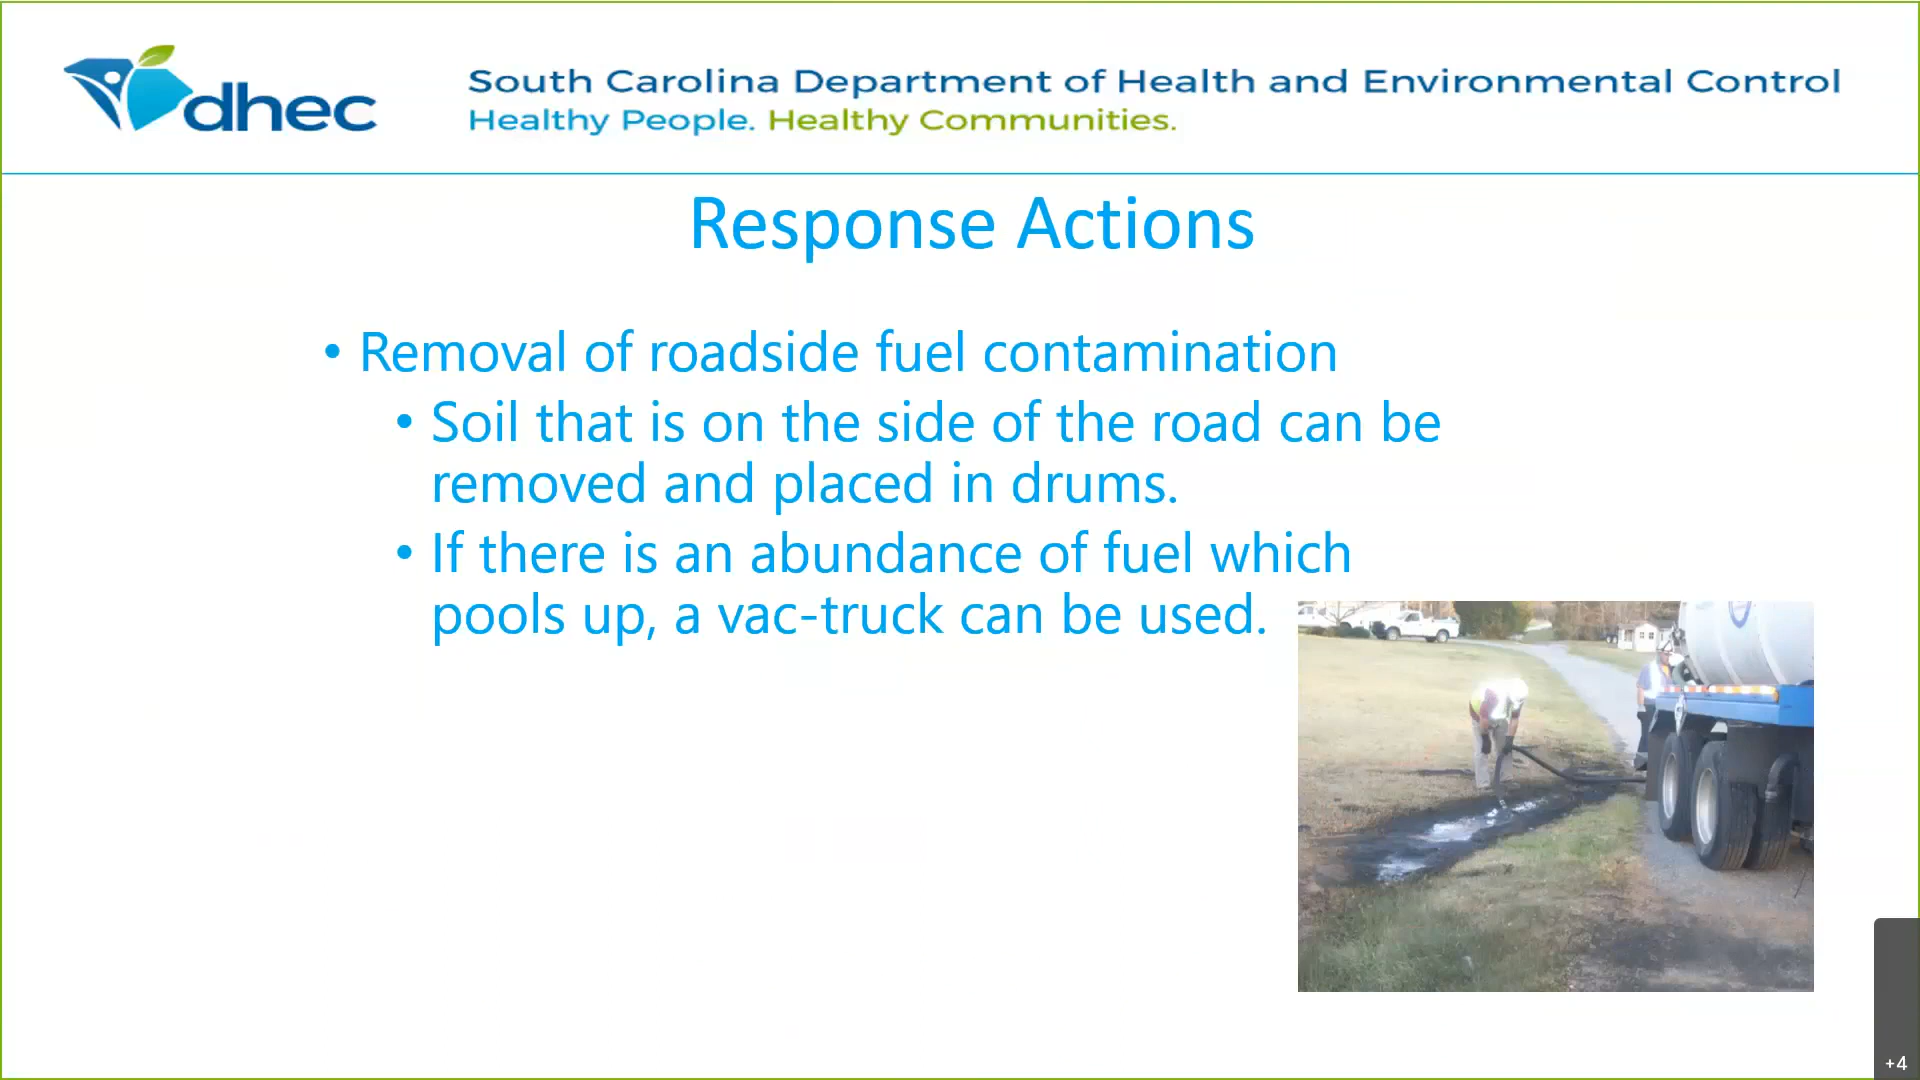 dhec
South Carolina Department of Health and Environmental Control
Healthy People. Healthy Communities.
Response Actions
• Removal of roadside fuel contamination
• Soil that is on the side of the road can be
removed and placed in drums.
• If there is an abundance of fuel which
pools up, a vac-truck can be used.
+4